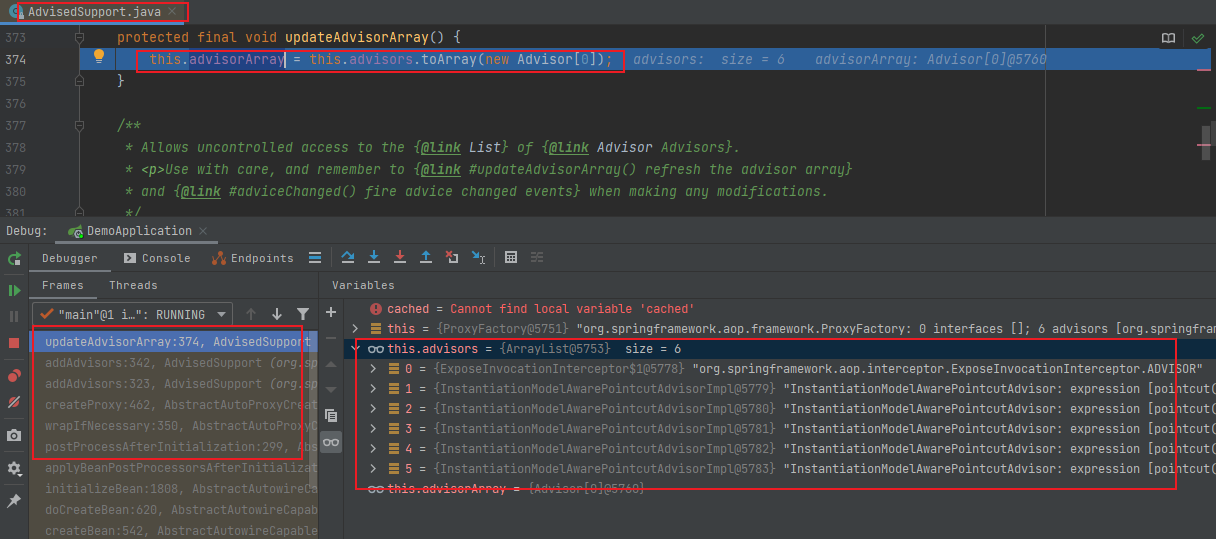 AdvisedSupport.java
373 protected final void updateAdvisorArray() {
374 this.advisorArray = this.advisors.toArray(new Advisor[0]); advisors: size = 6 advisorArray: Advisor[0]@5760
375 }
376
377 /**
378 * Allows uncontrolled access to the {@link List} of {@link Advisor Advisors}.
379 * <p>Use with care, and remember to {@link #updateAdvisorArray() refresh the advisor array}
380 * and {@link #adviceChanged() fire advice changed events} when making any modifications.
381 */
Debug: DemoApplication
Debugger Console Endpoints
Frames Threads Variables
"main"@1 i...": RUNNING
cached = Cannot find local variable 'cached'
this = {ProxyFactory@5751} "org.springframework.aop.framework.ProxyFactory: 0 interfaces []; 6 advisors [org.springfr
updateAdvisorArray:374, AdvisedSupport
this.advisors = {ArrayList@5753} size = 6
addAdvisors:342, AdvisedSupport (org.sp
0 = {ExposeInvocationInterceptor$1@5778} "org.springframework.aop.interceptor.ExposeInvocationInterceptor.ADVISOR"
addAdvisors:323, AdvisedSupport (org.sp
1 = {InstantiationModelAwarePointcutAdvisorImpl@5779} "InstantiationModelAwarePointcutAdvisor: expression [pointcut(
createProxy:462, AbstractAutoProxyCreat
2 = {InstantiationModelAwarePointcutAdvisorImpl@5780} "InstantiationModelAwarePointcutAdvisor: expression [pointcut(
wrapIfNecessary:350, AbstractAutoProxyC
3 = {InstantiationModelAwarePointcutAdvisorImpl@5781} "InstantiationModelAwarePointcutAdvisor: expression [pointcut(
postProcessAfterInitialization:299, Abs
4 = {InstantiationModelAwarePointcutAdvisorImpl@5782} "InstantiationModelAwarePointcutAdvisor: expression [pointcut(
applyBeanPostProcessorsAfterInitializat
5 = {InstantiationModelAwarePointcutAdvisorImpl@5783} "InstantiationModelAwarePointcutAdvisor: expression [pointcut(
initializeBean:1808, AbstractAutowireCa
this.advisorArray = {Advisor[0]@5760}
doCreateBean:620, AbstractAutowireCapab
createBean:542, AbstractAutowireCapable